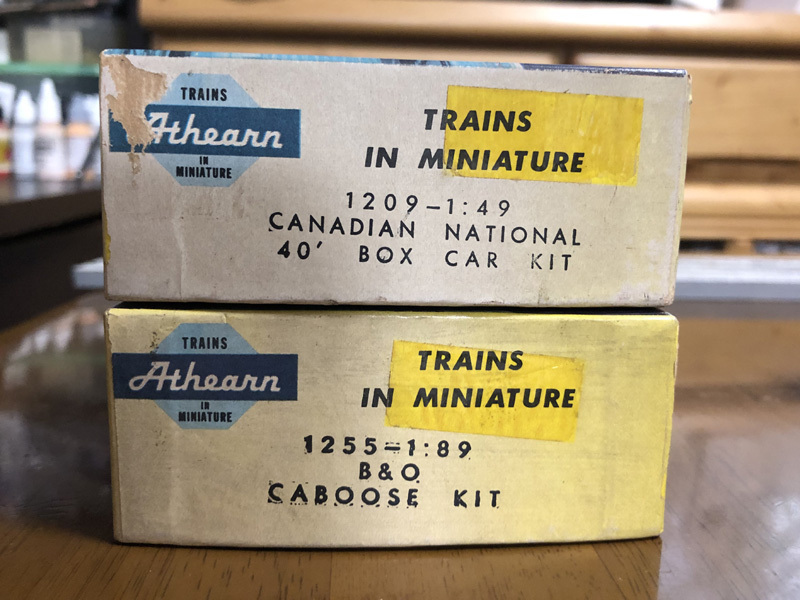 TRAINS
Athearn
IN
MINIATURE
TRAINS
IN MINIATURE
1209-1:49
CANADIAN NATIONAL
40' BOX CAR KIT
TRAINS
Athearn
IN
MINIATURE
TRAINS
IN MINIATURE
1255-1:89
B&O
CABOOSE KIT